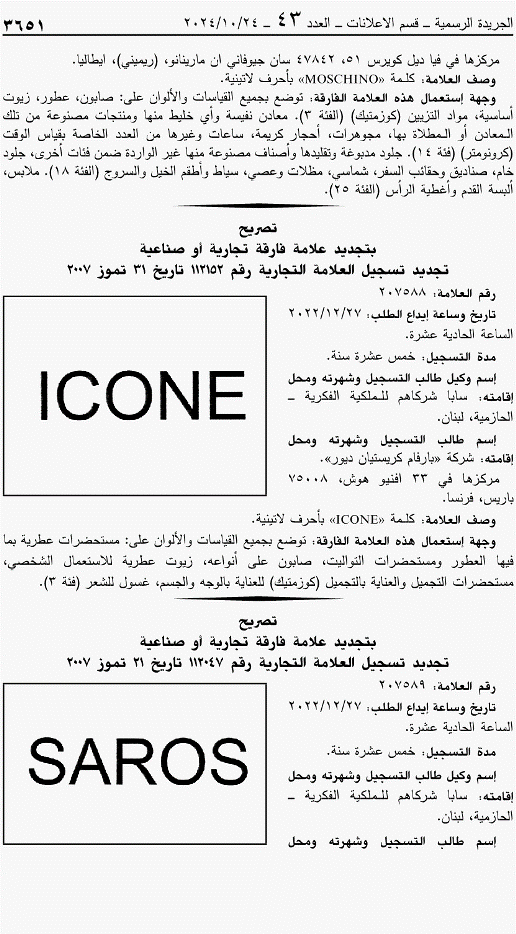 الجريدة الرسمية ــ قسم الاعلانات ــ العدد ٤٣ ــ ٢٠٢٤/١٠/٢٤
٣٦٥١
مركزها في فيا ديل كويرس ٥١، ٤٧٨٤٢ سان جيوفاني ان مارينانو، (ريميني)، ايطاليا.
وصف العلامة: كلمة «MOSCHINO» بأحرف لاتينية.
وجهة إستعمال هذه العلامة الفارقة: توضع بجميع القياسات والألوان على: صابون، عطور، زيوت
أساسية، مواد التزيين (كوزمتيك) (الفئة ٣). معادن نفيسة وأي خليط منها ومنتجات مصنوعة من تلك
المعادن أو المطلاة بها، مجوهرات، أحجار كريمة، ساعات وغيرها من العدد الخاصة بقياس الوقت
(كرونومتر) (فئة ١٤). جلود مدبوغة وتقليدها وأصناف مصنوعة منها غير الواردة ضمن فئات أخرى، جلود
خام، صناديق وحقائب السفر، شماسي، مظلات وعصي، سياط وأطقم الخيل والسروج (الفئة ١٨). ملابس،
ألبسة القدم وأغطية الرأس (الفئة ٢٥).
تصريح
بتجديد علامة فارقة تجارية أو صناعية
تجديد تسجيل العلامة التجارية رقم ١١٢١٥٢ تاريخ ٣١ تموز ٢٠٠٧
رقم العلامة: ٢٠٧٥٨٨
تاريخ وساعة إيداع الطلب: ٢٠٢٢/١٢/٢٧
الساعة الحادية عشرة.
مدة التسجيل: خمس عشرة سنة.
إسم وكيل طالب التسجيل وشهرته ومحل
إقامته: سابا شركاهم للملكية الفكرية ــ
الحازمية، لبنان.
إسم طالب التسجيل وشهرته ومحل
إقامته: شركة «بارفام كريستيان ديور».
مركزها في ٣٣ افنيو هوش، ٧٥٠٠٨
باريس، فرنسا.
ICONE
وصف العلامة: كلمة «ICONE» بأحرف لاتينية.
وجهة إستعمال هذه العلامة الفارقة: توضع بجميع القياسات والألوان على: مستحضرات عطرية بما
فيها العطور ومستحضرات التواليت، صابون على أنواعه، زيوت عطرية للاستعمال الشخصي،
مستحضرات التجميل والعناية بالتجميل (كوزمتيك) للعناية بالوجه والجسم، غسول للشعر (فئة ٣).
تصريح
بتجديد علامة فارقة تجارية أو صناعية
تجديد تسجيل العلامة التجارية رقم ١١٢٠٤٧ تاريخ ٢١ تموز ٢٠٠٧
رقم العلامة: ٢٠٧٥٨٩
تاريخ وساعة إيداع الطلب: ٢٠٢٢/١٢/٢٧
الساعة الحادية عشرة.
مدة التسجيل: خمس عشرة سنة.
إسم وكيل طالب التسجيل وشهرته ومحل
إقامته: سابا شركاهم للملكية الفكرية ــ
الحازمية، لبنان.
إسم طالب التسجيل وشهرته ومحل
SAROS